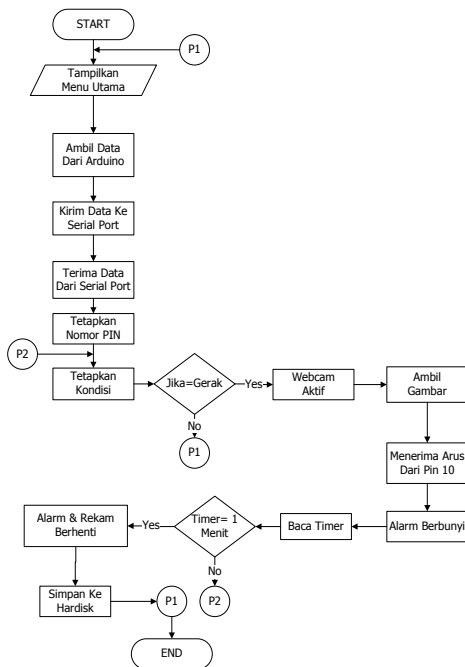 START
P1
Tampilkan
Menu Utama
Ambil Data
Dari Arduino
Kirim Data Ke
Serial Port
Terima Data
Dari Serial Port
Tetapkan
Nomor PIN
P2
Tetapkan
Kondisi
Jika=Gerak
Yes
Webcam
Aktif
Ambil
Gambar
No
P1
Menerima Arus
Dari Pin 10
Alarm Berbunyi
Baca Timer
Timer= 1
Menit
Yes
Alarm & Rekam
Berhenti
No
P2
Simpan Ke
Hardisk
P1
END